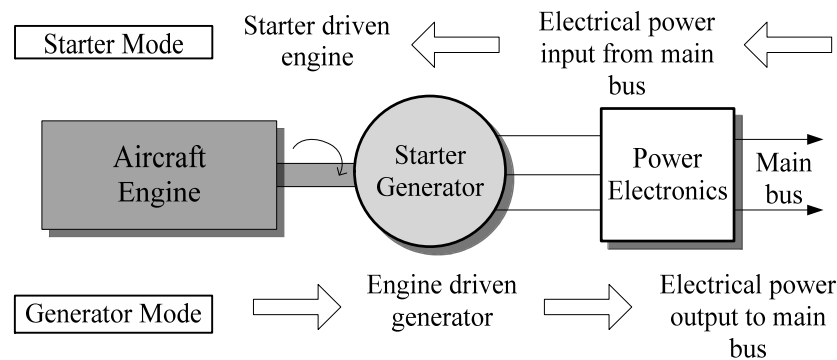 Starter Mode
Starter driven
engine
Electrical power
input from main
bus
Aircraft
Engine
Starter
Generator
Power
Electronics
Main
bus
Generator Mode
Engine driven
generator
Electrical power
output to main
bus